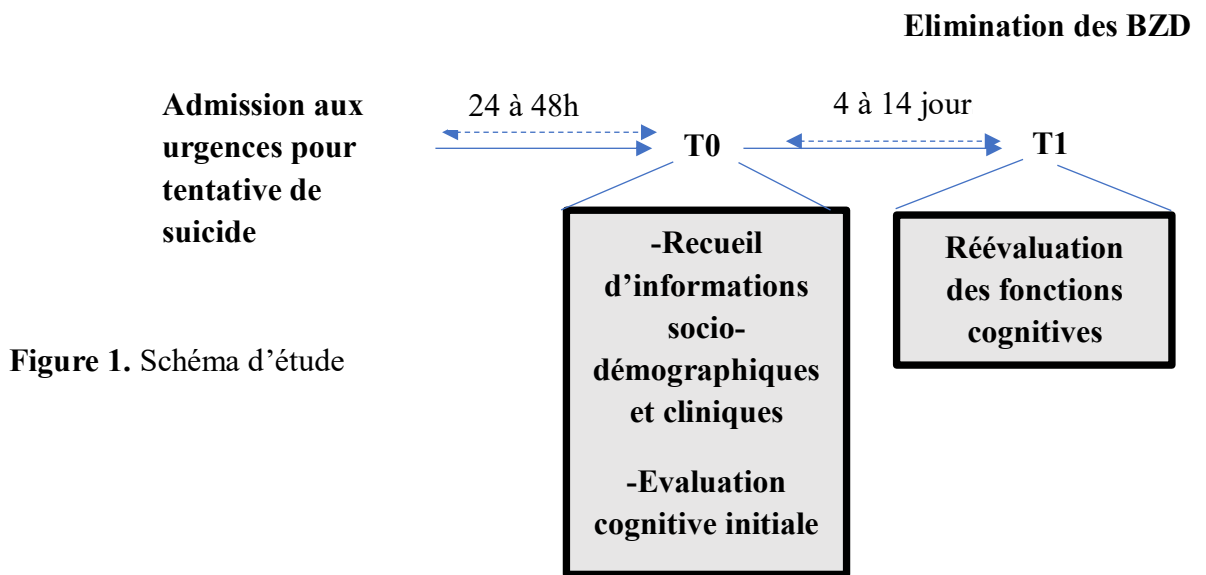 Elimination des BZD
Admission aux
urgences pour
tentative de
suicide
24 à 48h
T0
4 à 14 jour
T1
-Recueil
d’informations
socio-
démographiques
et cliniques
-Evaluation
cognitive initiale
Réévaluation
des fonctions
cognitives
Figure 1. Schéma d’étude